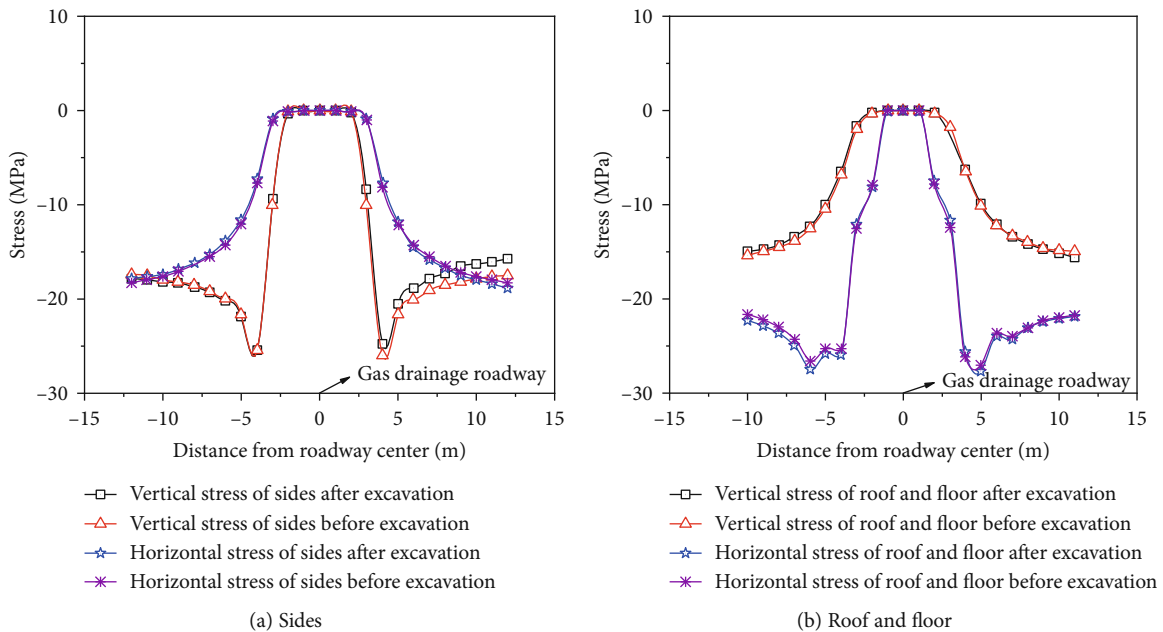 10
0
−10
−20
−30
Stress (MPa)
−15
−10
−5
0
5
10
15
Gas drainage roadway
Distance from roadway center (m)
Vertical stress of sides after excavation
Vertical stress of sides before excavation
Horizontal stress of sides after excavation
Horizontal stress of sides before excavation
(a) Sides
10
0
−10
−20
−30
Stress (MPa)
−15
−10
−5
0
5
10
15
Gas drainage roadway
Distance from roadway center (m)
Vertical stress of roof and floor after excavation
Vertical stress of roof and floor before excavation
Horizontal stress of roof and floor after excavation
Horizontal stress of roof and floor before excavation
(b) Roof and floor